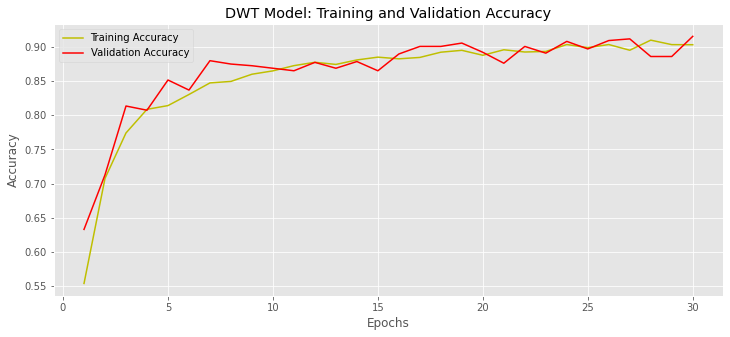 DWT Model: Training and Validation Accuracy
Training Accuracy
Validation Accuracy
Accuracy
0.90
0.85
0.80
0.75
0.70
0.65
0.60
0.55
0 5 10 15 20 25 30
Epochs